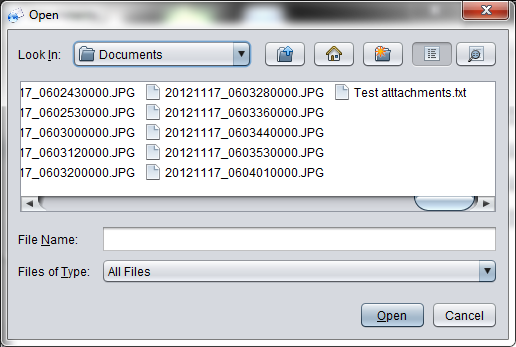 Open
Look In: Documents
17_0602430000.JPG 20121117_0603280000.JPG Test atttachments.txt
17_0602530000.JPG 20121117_0603360000.JPG
17_0603000000.JPG 20121117_0603440000.JPG
17_0603120000.JPG 20121117_0603530000.JPG
17_0603200000.JPG 20121117_0604010000.JPG
File Name:
Files of Type: All Files
Open Cancel